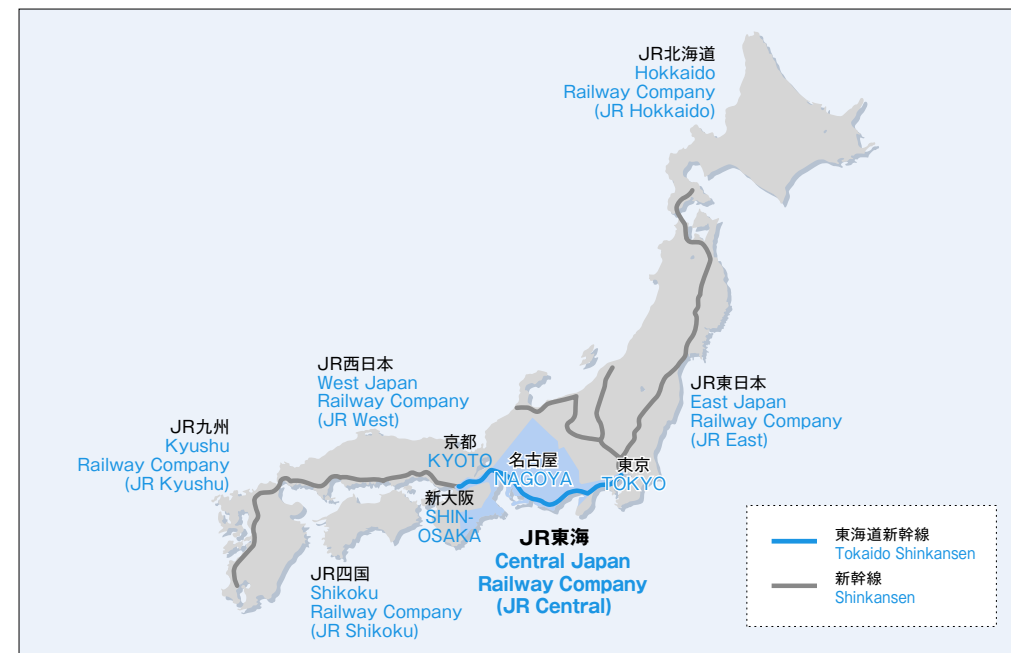 JR北海道
Hokkaido
Railway Company
(JR Hokkaido)
JR西日本
West Japan
Railway Company
(JR West)
JR東日本
East Japan
Railway Company
(JR East)
JR九州
Kyushu
Railway Company
(JR Kyushu)
京都
KYOTO
名古屋
NAGOYA
東京
TOKYO
新大阪
SHIN-
OSAKA
JR東海
Central Japan
Railway Company
(JR Central)
JR四国
Shikoku
Railway Company
(JR Shikoku)
東海道新幹線
Tokaido Shinkansen
新幹線
Shinkansen